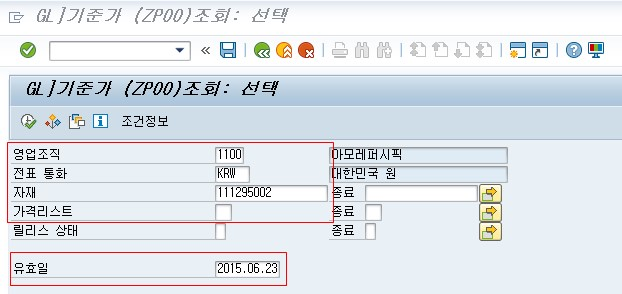 GL]기준가 (ZP00)조회: 선택
GL]기준가 (ZP00)조회: 선택
조건정보
영업조직 1100 아모레퍼시픽
전표 통화 KRW 대한민국 원
자재 111295002 종료
가격리스트 종료
릴리스 상태 종료
유효일 2015.06.23